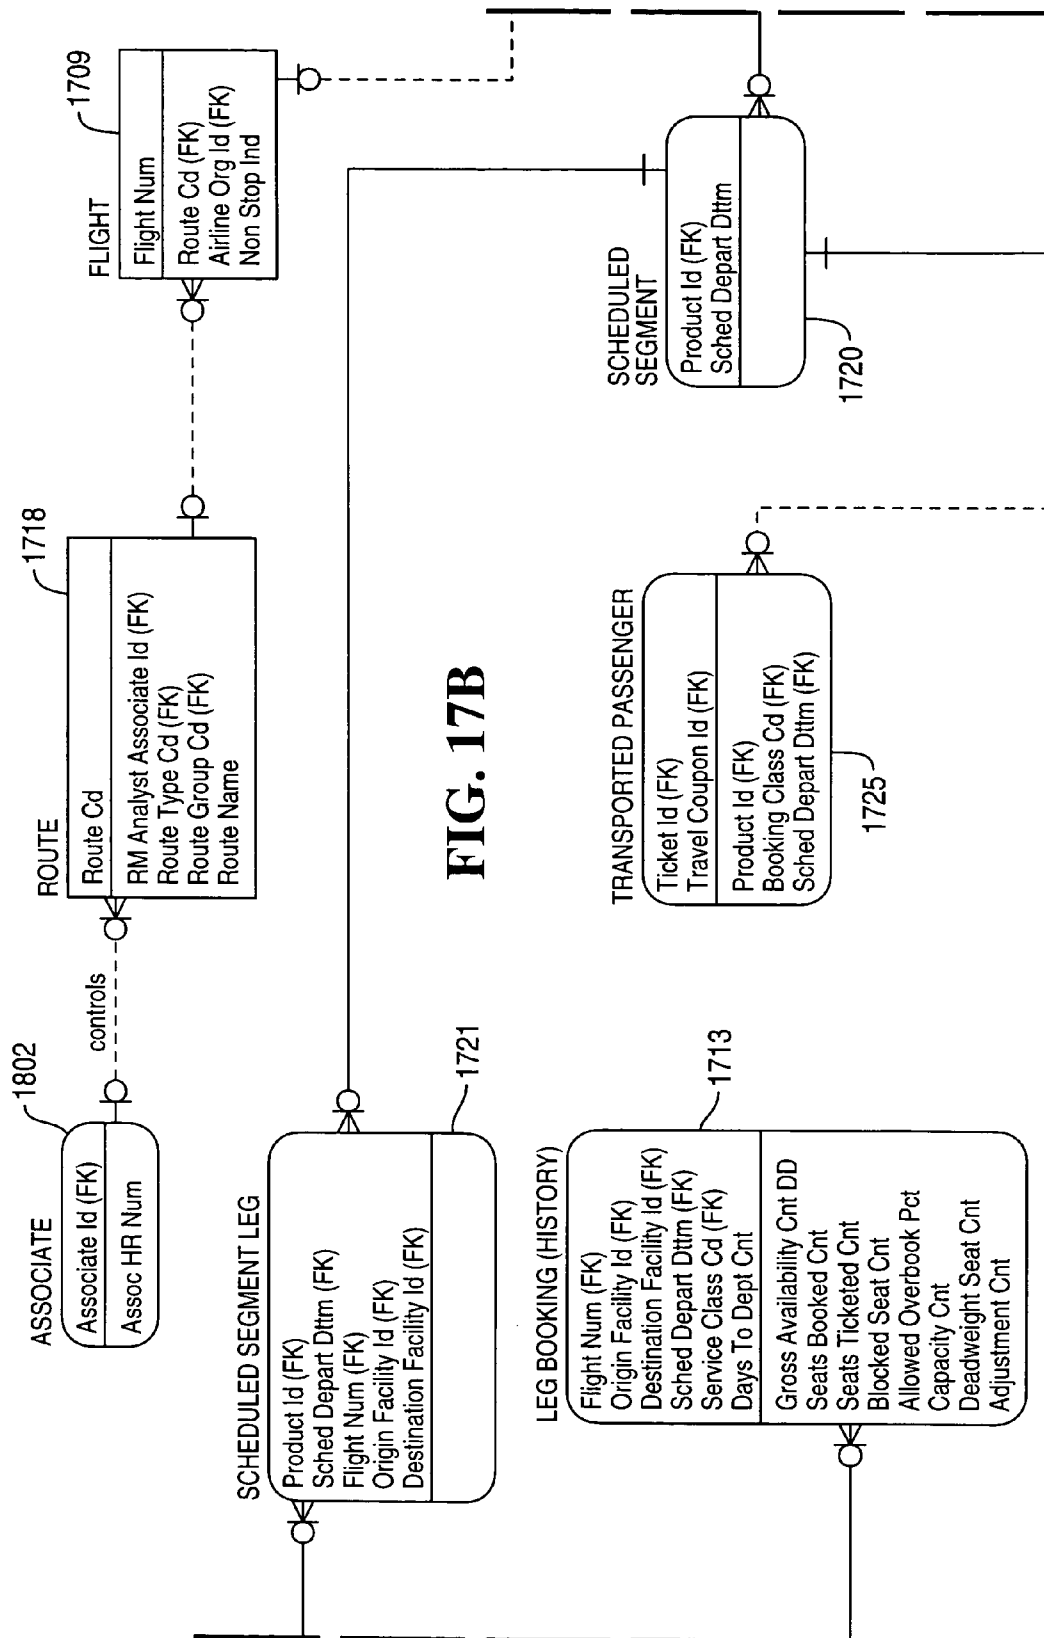 ASSOCIATE
1802
Associate Id (FK)
Assoc HR Num
controls
ROUTE
1718
Route Cd
RM Analyst Associate Id (FK)
Route Type Cd (FK)
Route Group Cd (FK)
Route Name
FLIGHT
1709
Flight Num
Route Cd (FK)
Airline Org Id (FK)
Non Stop Ind
SCHEDULED SEGMENT LEG
Product Id (FK)
Sched Depart Dttm (FK)
Flight Num (FK)
Origin Facility Id (FK)
Destination Facility Id (FK)
1721
FIG. 17B
SCHEDULED
SEGMENT
Product Id (FK)
Sched Depart Dttm
1720
LEG BOOKING (HISTORY)
1713
Flight Num (FK)
Origin Facility Id (FK)
Destination Facility Id (FK)
Sched Depart Dttm (FK)
Service Class Cd (FK)
Days To Dept Cnt
Gross Availability Cnt DD
Seats Booked Cnt
Seats Ticketed Cnt
Blocked Seat Cnt
Allowed Overbook Pct
Capacity Cnt
Deadweight Seat Cnt
Adjustment Cnt
TRANSPORTED PASSENGER
Ticket Id (FK)
Travel Coupon Id (FK)
Product Id (FK)
Booking Class Cd (FK)
Sched Depart Dttm (FK)
1725